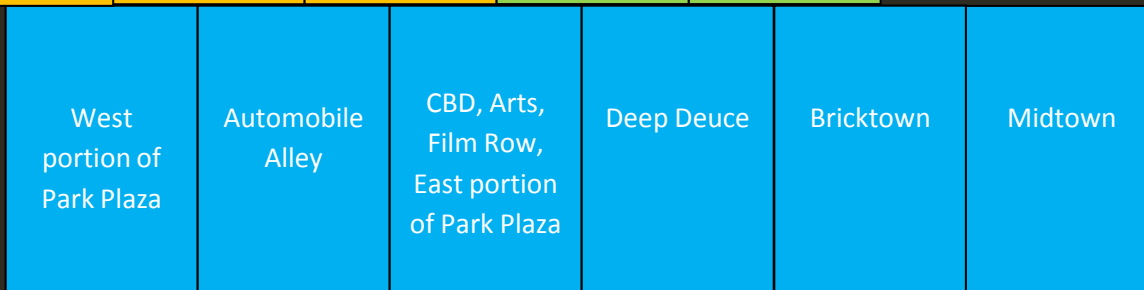 West
portion of
Park Plaza
Automobile
Alley
CBD, Arts,
Film Row,
East portion
of Park Plaza
Deep Deuce
Bricktown
Midtown